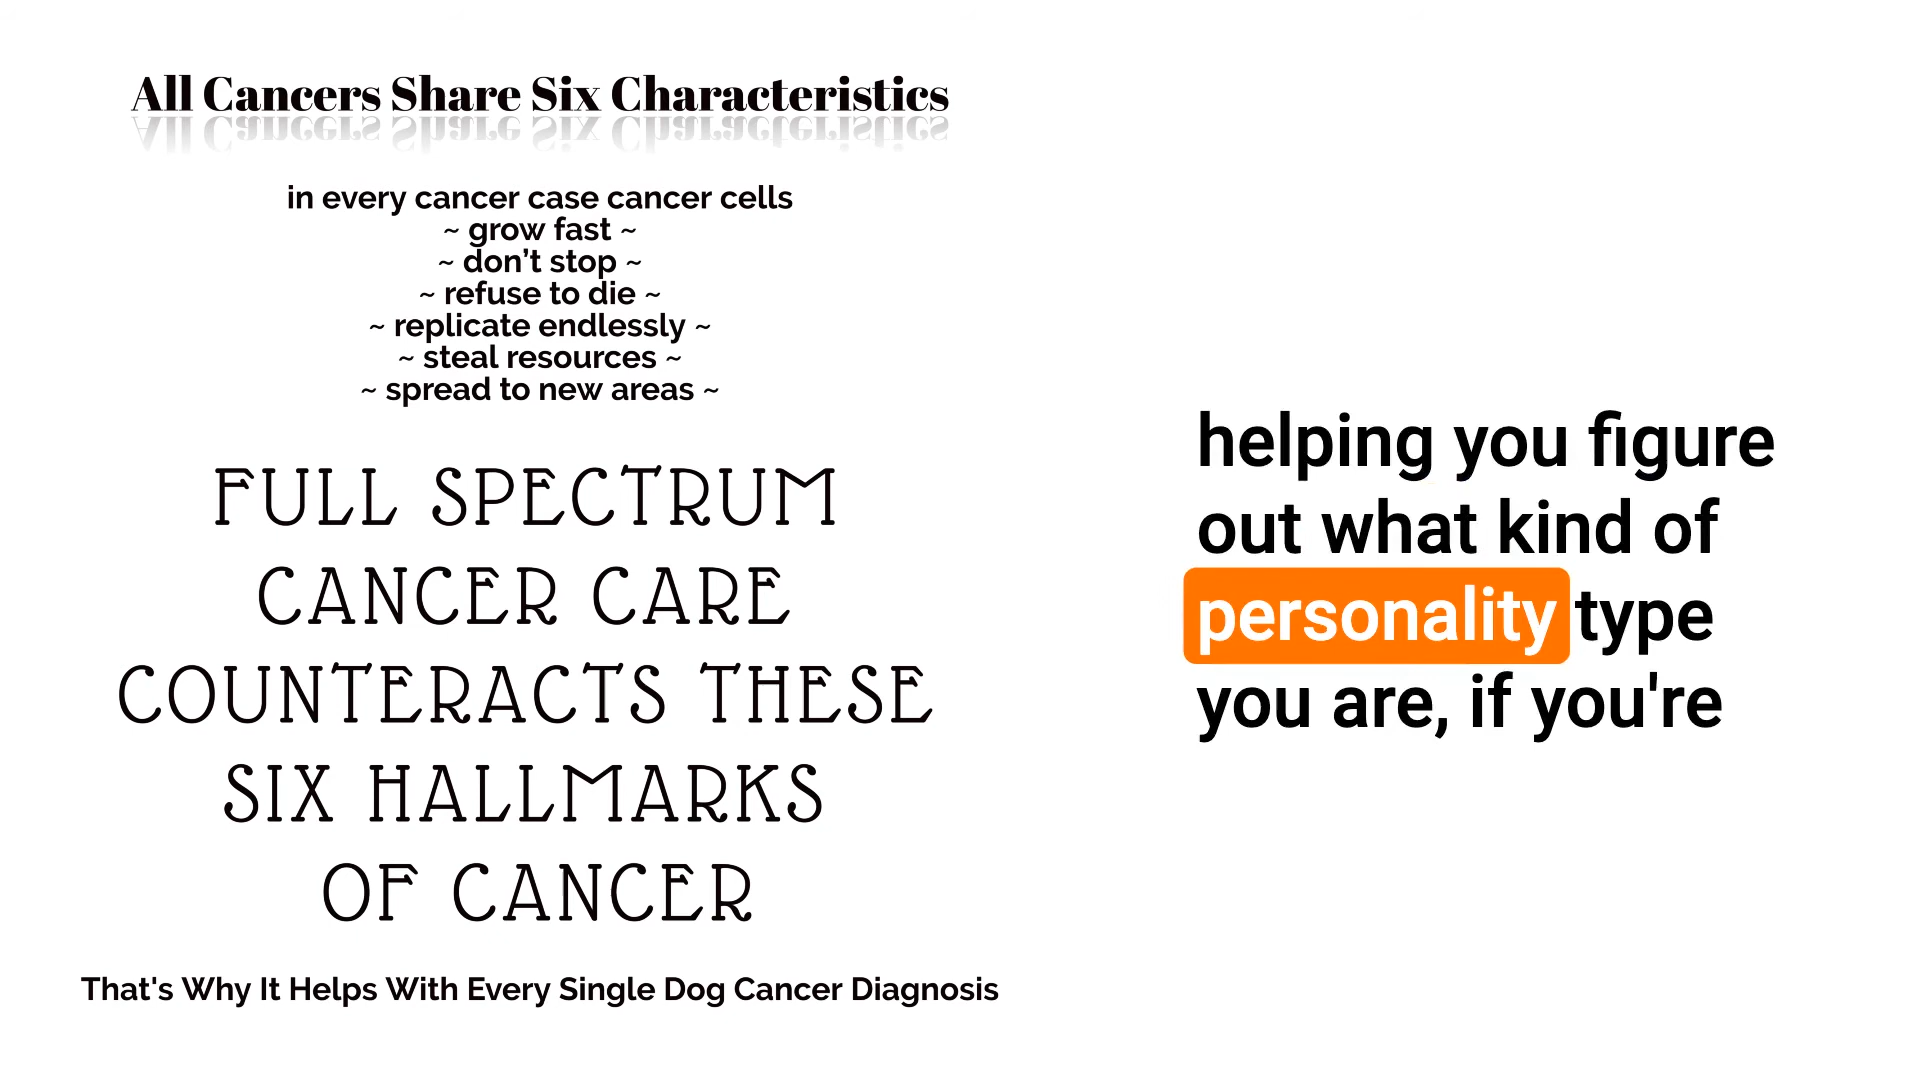 All Cancers Share Six Characteristics
in every cancer case cancer cells
~ grow fast ~
~ don’t stop ~
~ refuse to die ~
~ replicate endlessly ~
~ steal resources ~
~ spread to new areas ~
FULL SPECTRUM
CANCER CARE
COUNTERACTS THESE
SIX HALLMARKS
OF CANCER
That's Why It Helps With Every Single Dog Cancer Diagnosis
helping you figure
out what kind of
personality type
you are, if you're